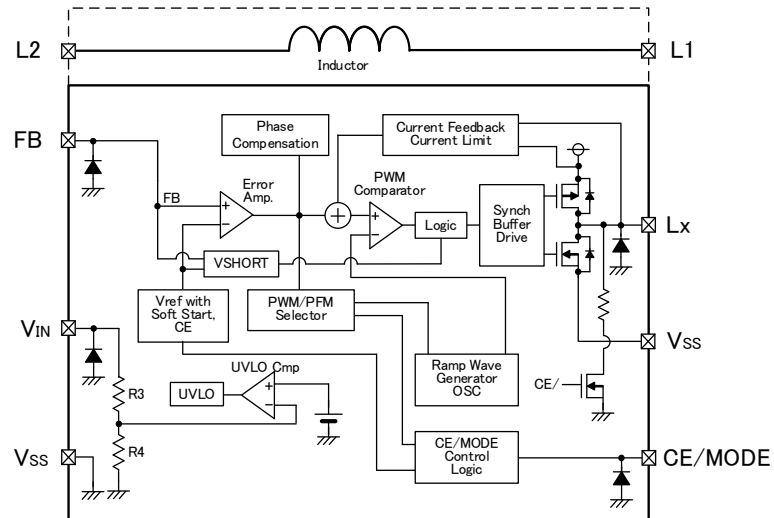 L2
L1
Inductor
FB
Phase
Compensation
Current Feedback
Current Limit
FB
Error
Amp.
PWM
Comparator
Logic
Synch
Buffer
Drive
Lx
VSHORT
Vref with
Soft Start,
CE
PWM/PFM
Selector
VIN
VSS
R3
UVLO Cmp
UVLO
Ramp Wave
Generator
OSC
CE/
R4
CE/MODE
Control
Logic
VSS
CE/MODE